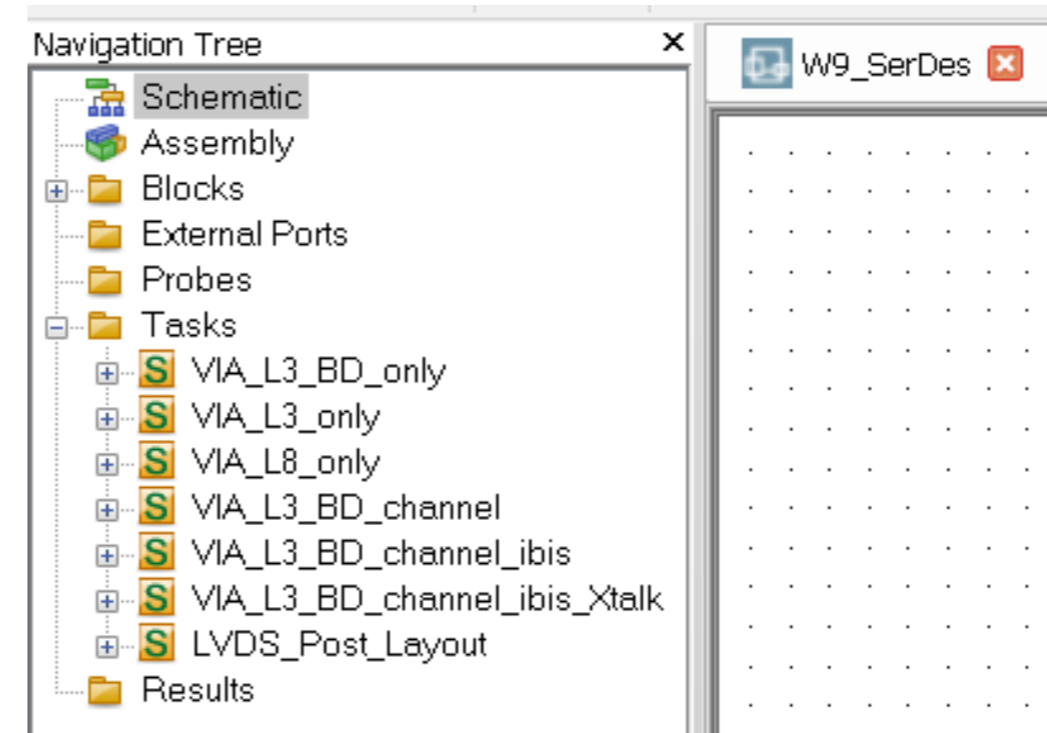 Navigation Tree
W9_SerDes
Schematic
Assembly
Blocks
External Ports
Probes
Tasks
S VIA_L3_BD_only
S VIA_L3_only
S VIA_L8_only
S VIA_L3_BD_channel
S VIA_L3_BD_channel_ibis
S VIA_L3_BD_channel_ibis_Xtalk
S LVDS_Post_Layout
Results